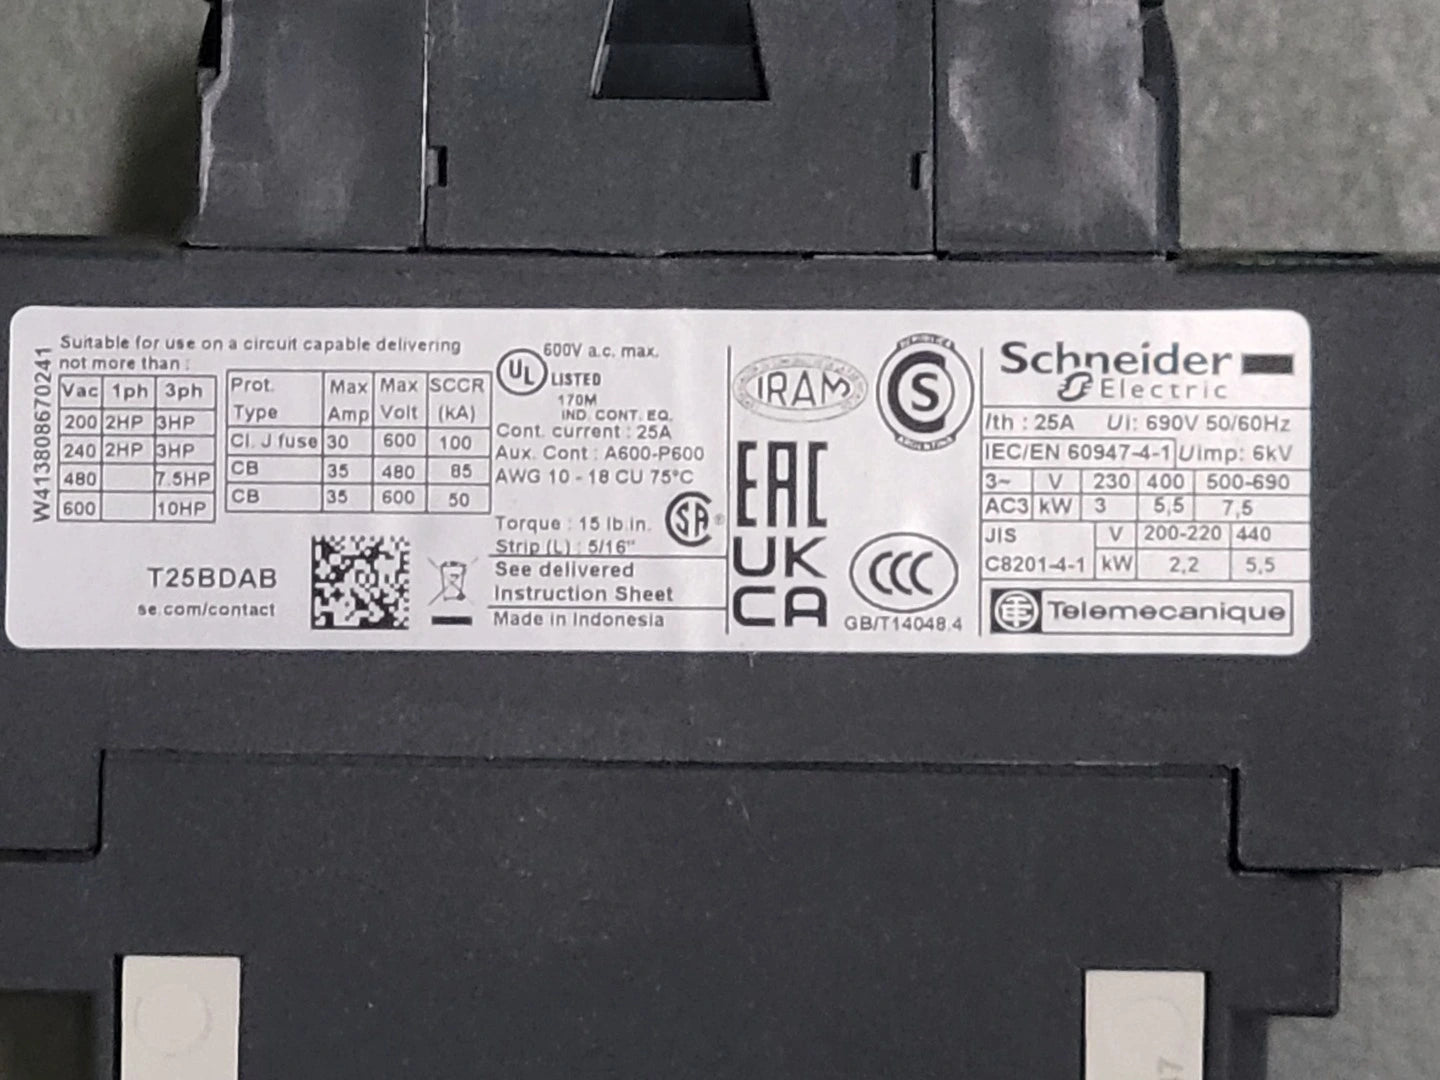 W4138086702​41
Suitable for use on a circuit capable delivering
not more than :
Vac 1ph 3ph
200 2HP 3HP
240 2HP 3HP
480 7.5HP
600 10HP
Prot. Type Max Amp Max Volt SCCR (kA)
Cl. J fuse 30 600 100
CB 35 480 85
CB 35 600 50
T25BDAB
se.com/contact
UL
600V a.c. max.
LISTED
170M
IND. CONT. EQ.
Cont. current : 25A
Aux. Cont : A600-P600
AWG 10 - 18 CU 75°C
Torque : 15 lb.in.
Strip (L) : 5/16"
SA ®
See delivered
Instruction Sheet
Made in Indonesia
IRAM
S
ARGENTINA
EAC
UK
CA
CCC
GB/T14048.4
Schneider
Electric
Ith : 25A Ui: 690V 50/60Hz
IEC/EN 60947-4-1 Uimp: 6kV
3~ V 230 400 500-690
AC3 kW 3 5,5 7,5
JIS V 200-220 440
C8201-4-1 kW 2,2 5,5
Telemecanique